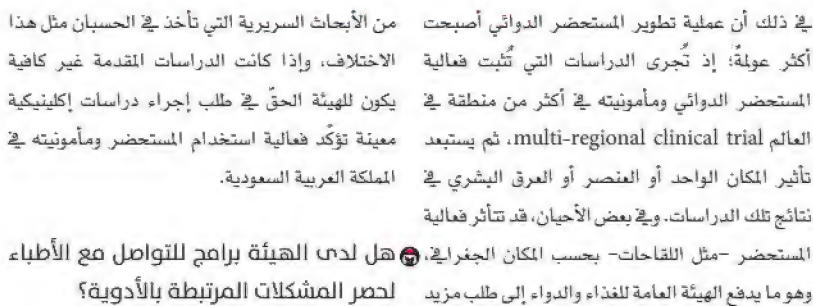 في ذلك أن عملية تطوير المستحضر الدوائي أصبحت
أكثر عولمةً؛ إذ تُجرى الدراسات التي تُثبت فعالية
المستحضر الدوائي ومأمونيته في أكثر من منطقة في
العالم multi-regional clinical trial، ثم يستبعد
تأثير المكان الواحد أو العنصر أو العرق البشري في
نتائج تلك الدراسات. وفي بعض الأحيان، قد تتأثر فعالية
المستحضر -مثل اللقاحات- بحسب المكان الجغرافي،
وهو ما يدفع الهيئة العامة للغذاء والدواء إلى طلب مزيد
من الأبحاث السريرية التي تأخذ في الحسبان مثل هذا
الاختلاف، وإذا كانت الدراسات المقدمة غير كافية
يكون للهيئة الحقّ في طلب إجراء دراسات إكلينيكية
معينة تؤكّد فعالية استخدام المستحضر ومأمونيته في
المملكة العربية السعودية.
هل لدى الهيئة برامج للتواصل مع الأطباء
لحصر المشكلات المرتبطة بالأدوية؟